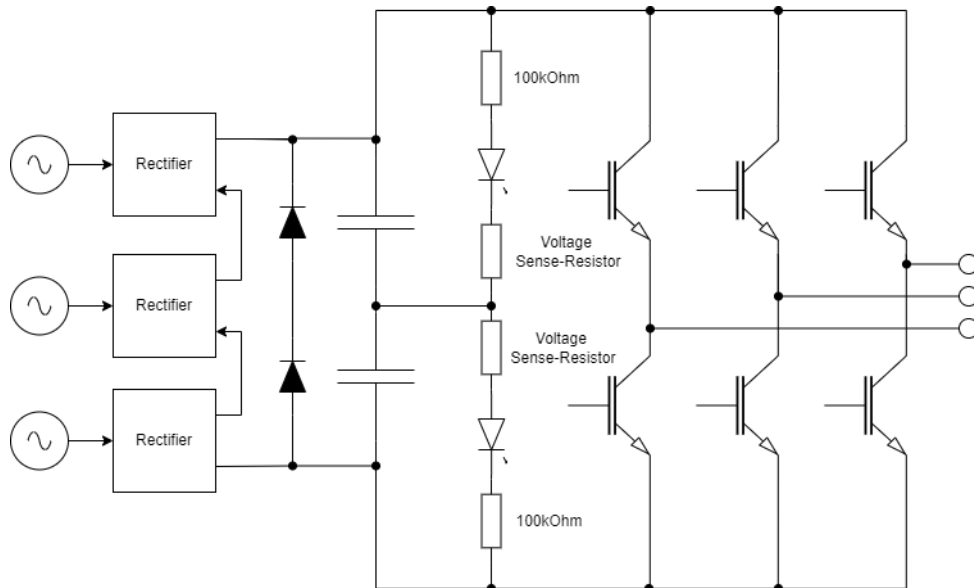 100kOhm
Rectifier
Voltage
Sense-Resistor
Rectifier
Voltage
Sense-Resistor
Rectifier
100kOhm